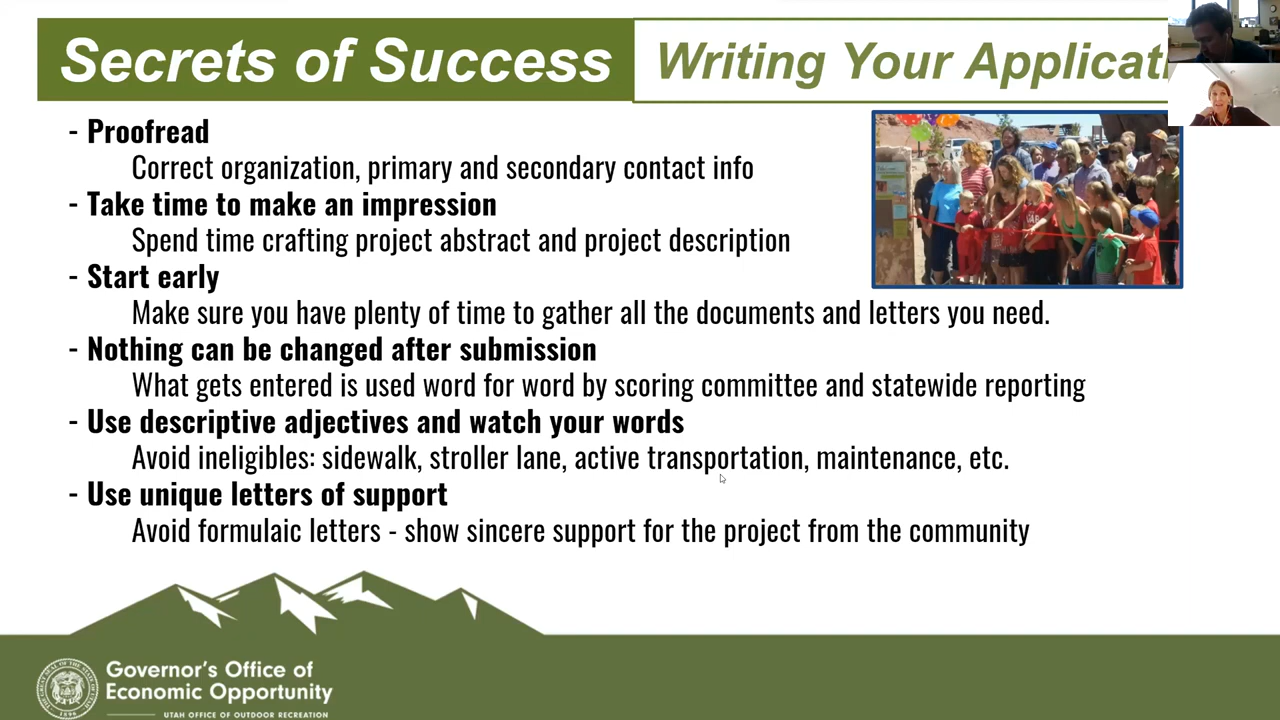 Secrets of Success
Writing Your Applicati
- Proofread
Correct organization, primary and secondary contact info
- Take time to make an impression
Spend time crafting project abstract and project description
- Start early
Make sure you have plenty of time to gather all the documents and letters you need.
- Nothing can be changed after submission
What gets entered is used word for word by scoring committee and statewide reporting
- Use descriptive adjectives and watch your words
Avoid ineligibles: sidewalk, stroller lane, active transportation, maintenance, etc.
- Use unique letters of support
Avoid formulaic letters - show sincere support for the project from the community
Governor's Office of
Economic Opportunity
UTAH OFFICE OF OUTDOOR RECREATION